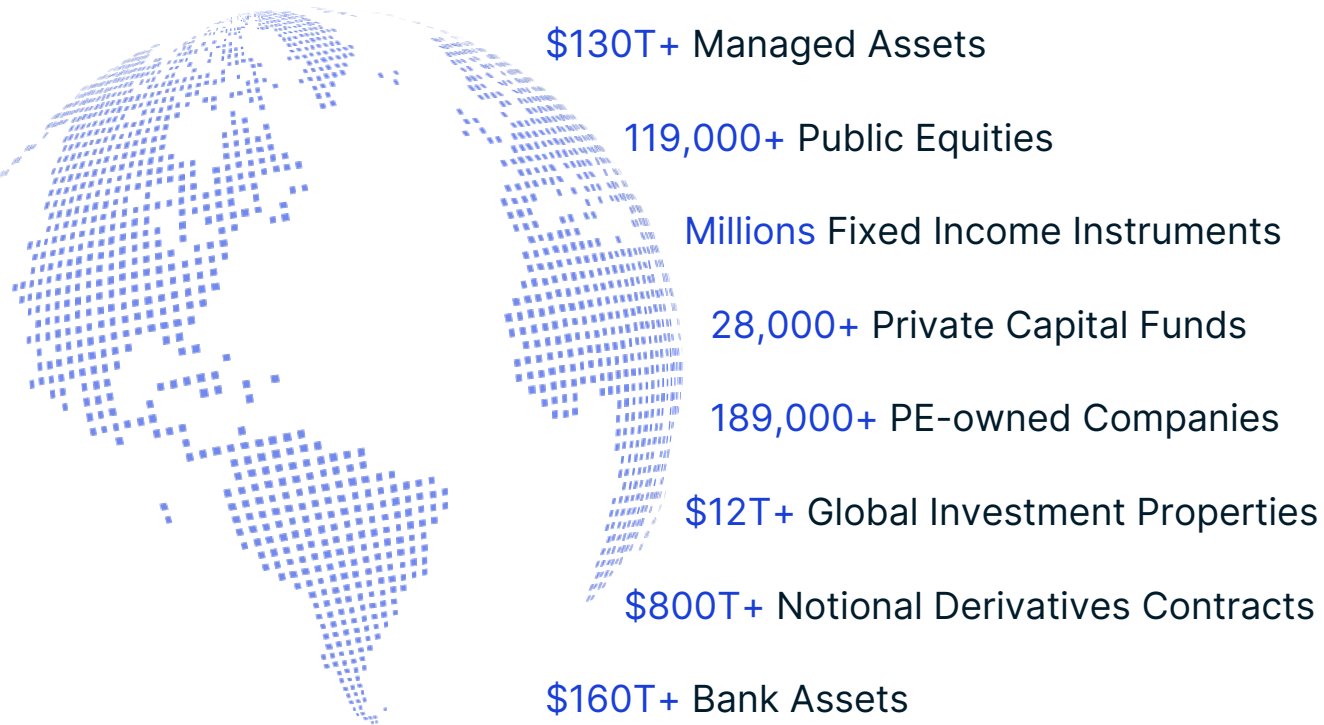 $130T+ Managed Assets
119,000+ Public Equities
Millions Fixed Income Instruments
28,000+ Private Capital Funds
189,000+ PE-owned Companies
$12T+ Global Investment Properties
$800T+ Notional Derivatives Contracts
$160T+ Bank Assets